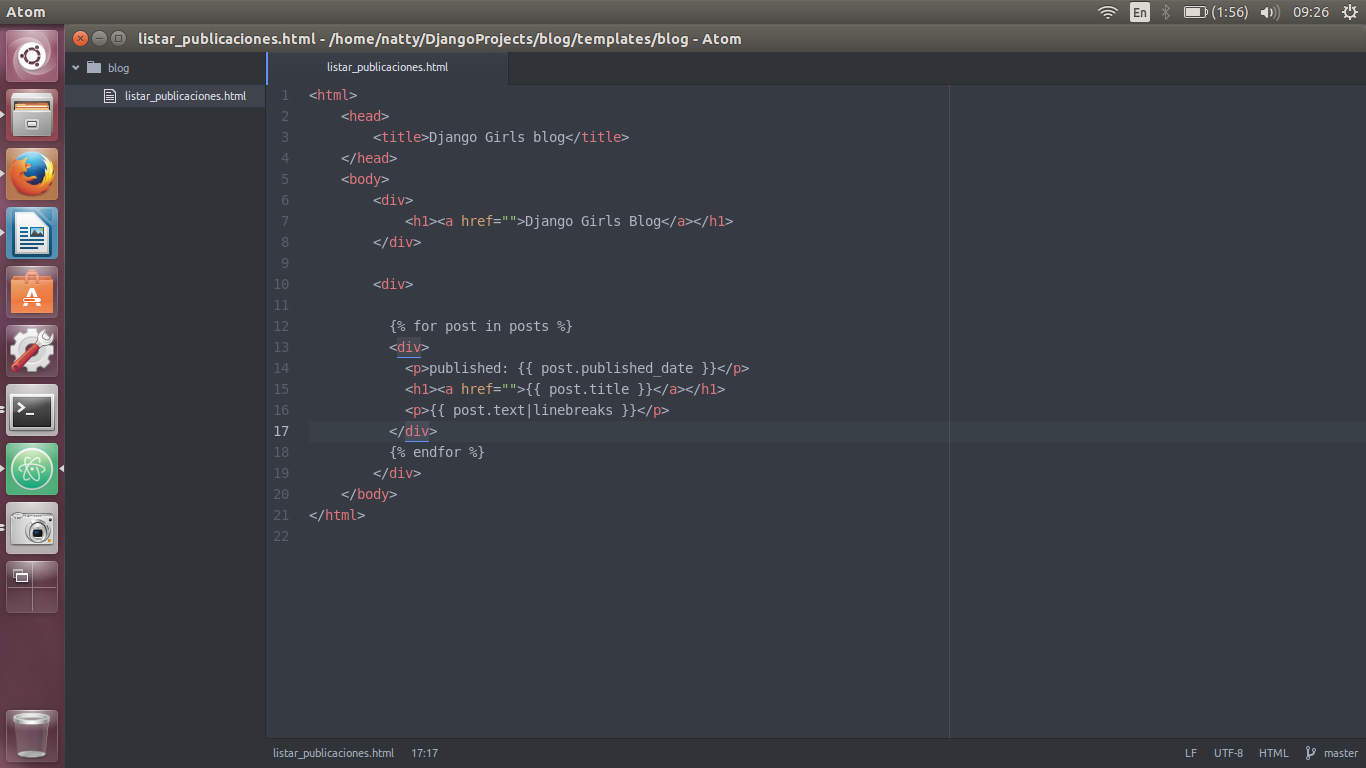 Atom
En
(1:56)
09:26
listar_publicaciones.html - /home/natty/DjangoProjects/blog/templates/blog - Atom
blog
listar_publicaciones.html
listar_publicaciones.html
1 <html>
2     <head>
3         <title>Django Girls blog</title>
4     </head>
5     <body>
6         <div>
7             <h1><a href="">Django Girls Blog</a></h1>
8         </div>
9
10         <div>
11
12           {% for post in posts %}
13           <div>
14             <p>published: {{ post.published_date }}</p>
15             <h1><a href="">{{ post.title }}</a></h1>
16             <p>{{ post.text|linebreaks }}</p>
17           </div>
18           {% endfor %}
19         </div>
20     </body>
21 </html>
22
listar_publicaciones.html 17:17
LF UTF-8 HTML master